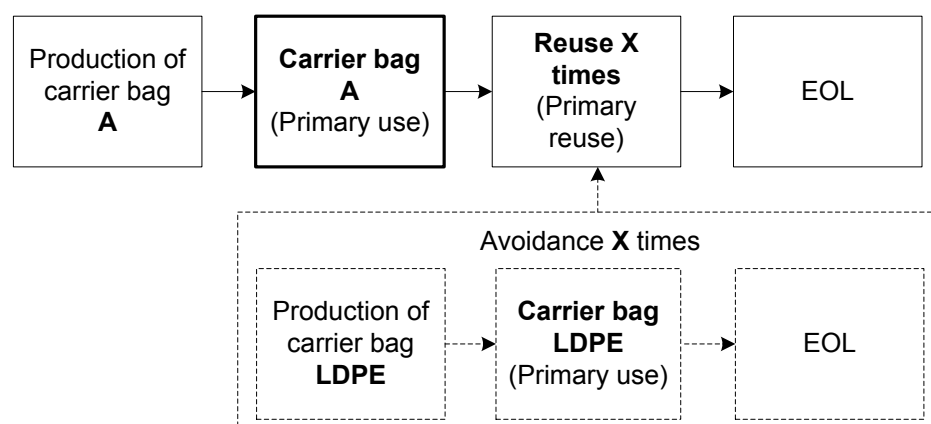 Production of
carrier bag
A
Carrier bag
A
(Primary use)
Reuse X
times
(Primary
reuse)
EOL
Avoidance X times
Production of
carrier bag
LDPE
Carrier bag
LDPE
(Primary use)
EOL